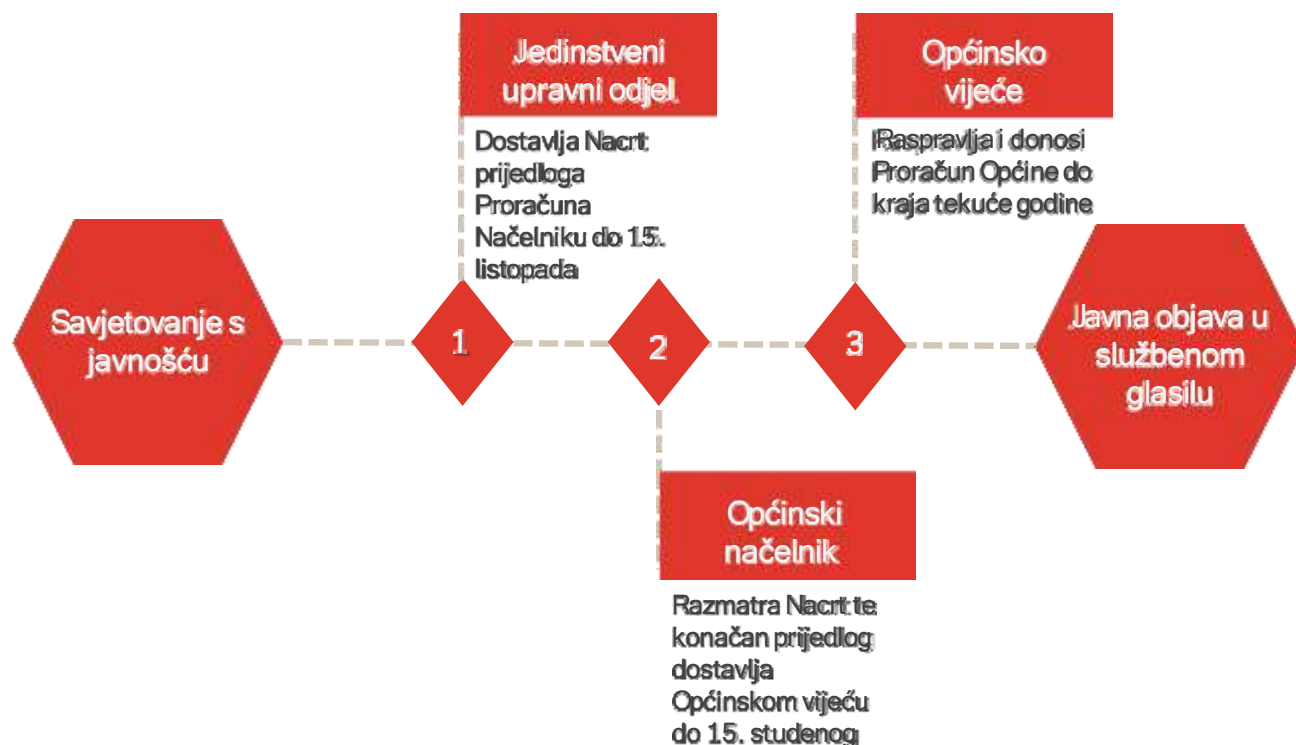 Savjetovanje s
javnošću
1
Jedinstveni
upravni odjel
Dostavlja Nacrt
prijedloga
Proračuna
Načelniku do 15.
listopada
2
Općinski
načelnik
Razmatra Nacrt te
konačan prijedlog
dostavlja
Općinskom vijeću
do 15. studenog
3
Općinsko
vijeće
Raspravlja i donosi
Proračun Općine do
kraja tekuće godine
Javna objava u
službenom
glasilu